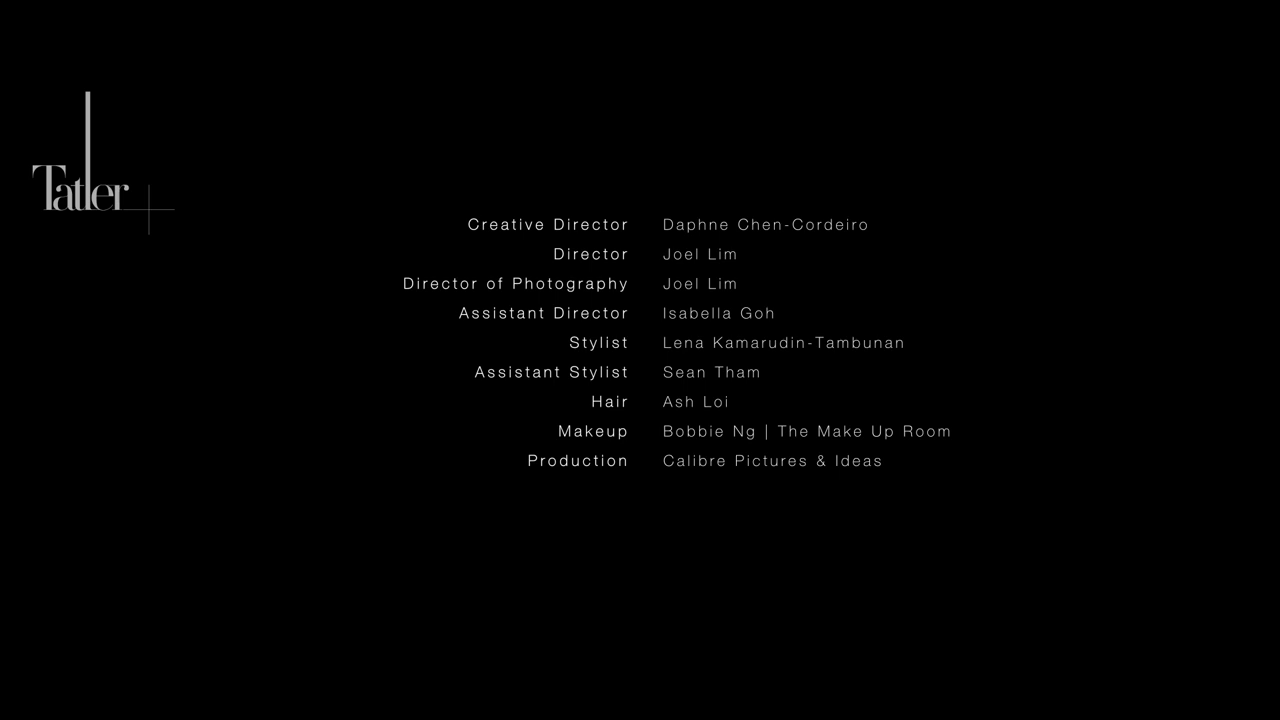 Tatler
Creative Director Daphne Chen-Cordeiro
Director Joel Lim
Director of Photography Joel Lim
Assistant Director Isabella Goh
Stylist Lena Kamarudin-Tambunan
Assistant Stylist Sean Tham
Hair Ash Loi
Makeup Bobbie Ng | The Make Up Room
Production Calibre Pictures & Ideas